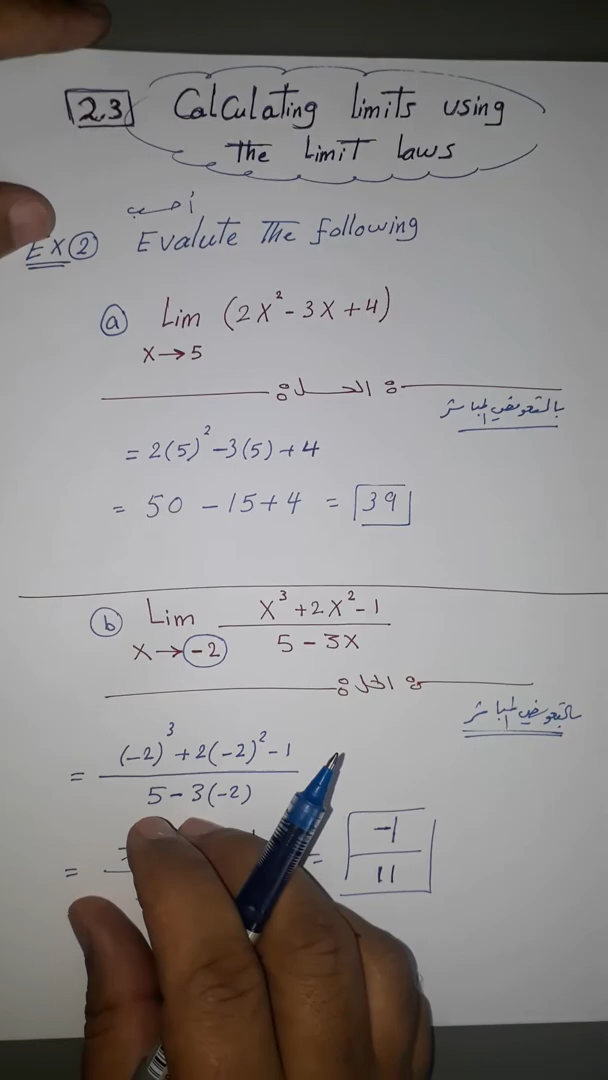 2.3 Calculating limits using
The Limit laws
أحسب
EX② Evalute The following
ⓐ Lim (2X² - 3X + 4)
X → 5
الحل
بالتعويض المباشر
= 2(5)² - 3(5) + 4
= 50 - 15 + 4 = 39
ⓑ Lim X³ + 2X² - 1 / 5 - 3X
X → -2
الحل
بالتعويض المباشر
= (-2)³ + 2(-2)² - 1 / 5 - 3(-2)
= = -1 / 11